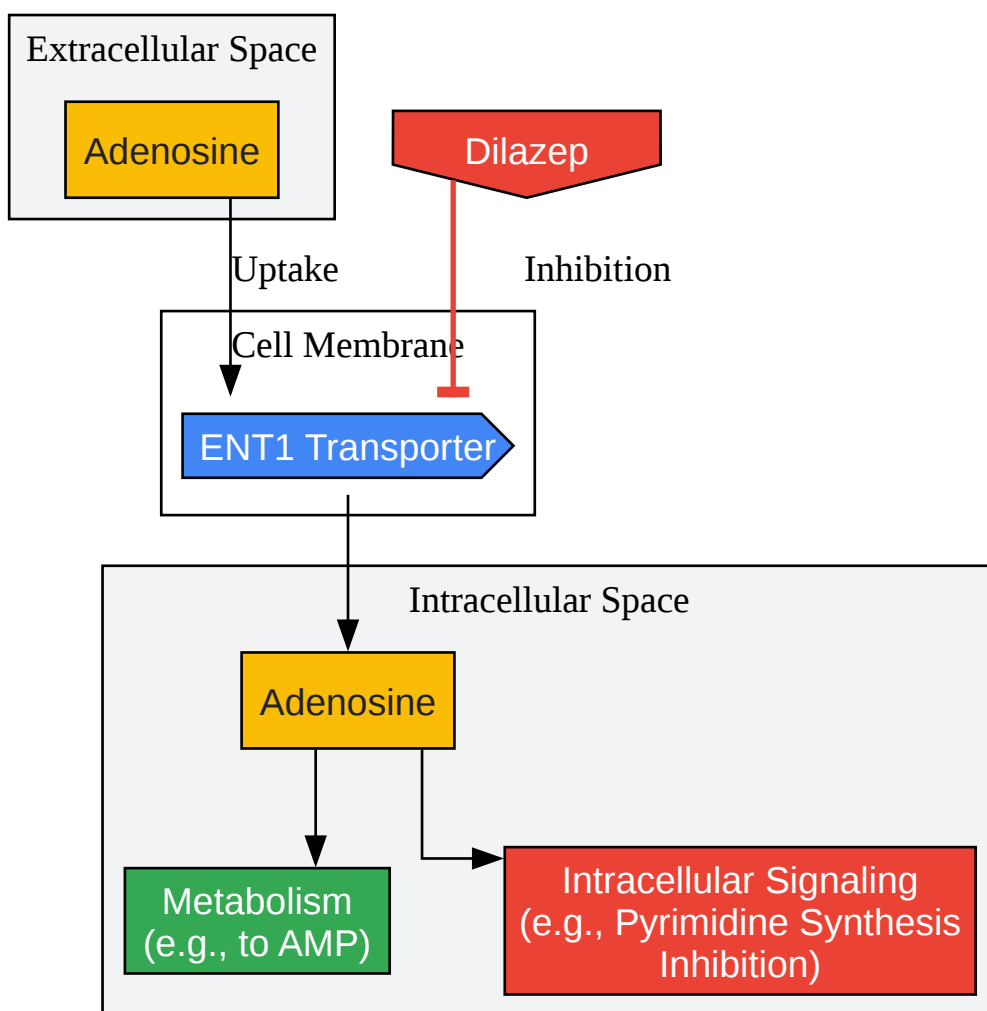 Extracellular Space
Adenosine
Dilazep
Uptake
Inhibition
Cell Membrane
ENT1 Transporter
Intracellular Space
Adenosine
Metabolism
(e.g., to AMP)
Intracellular Signaling
(e.g., Pyrimidine Synthesis
Inhibition)